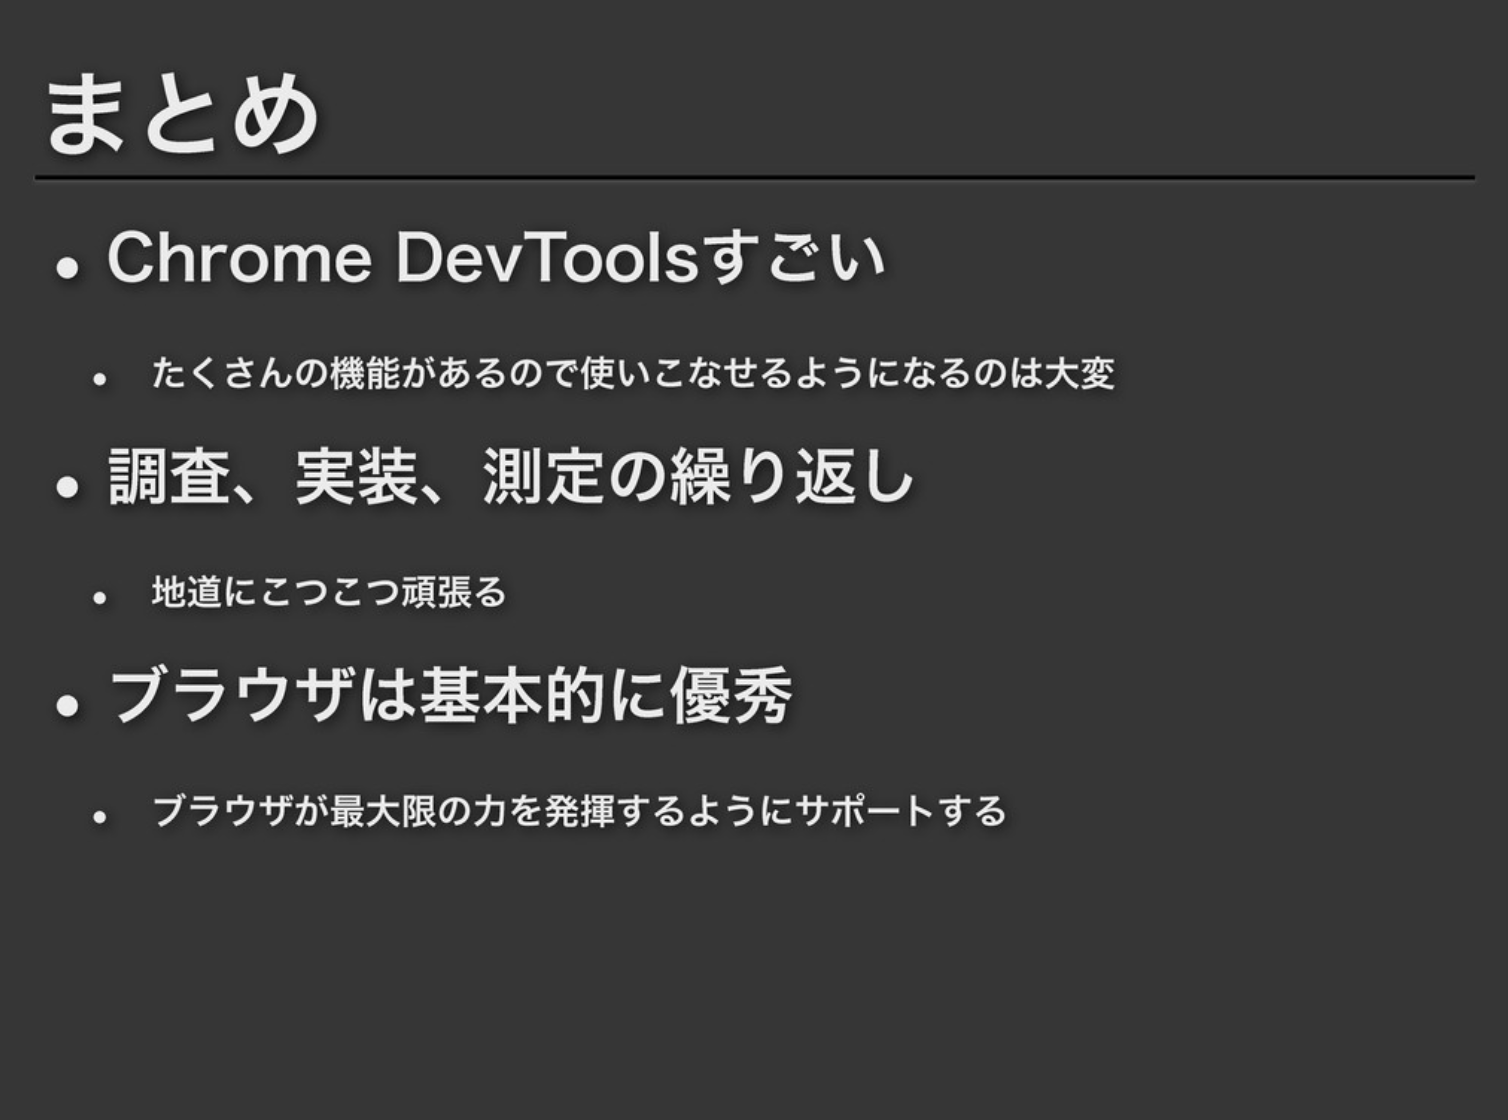 まとめ
• Chrome DevToolsすごい
• たくさんの機能があるので使いこなせるようになるのは大変
• 調査、実装、測定の繰り返し
• 地道にこつこつ頑張る
• ブラウザは基本的に優秀
• ブラウザが最大限の力を発揮するようにサポートする